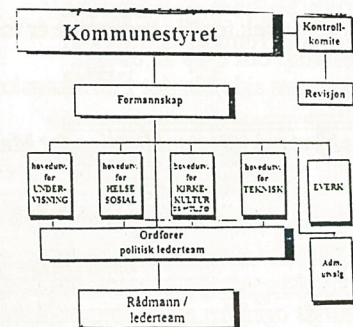 Kommunestyret
Kontroll-
komite
Revisjon
Formannskap
hovedutv.
for
UNDER-
VISNING
hovedutv.
for
HELSE
SOSIAL
hovedutv.
for
KIRKE-
KULTUR
hovedutv.
for
TEKNISK
EVERK
Adm.
utvalg
Ordfører
politisk lederteam
Rådmann /
lederteam